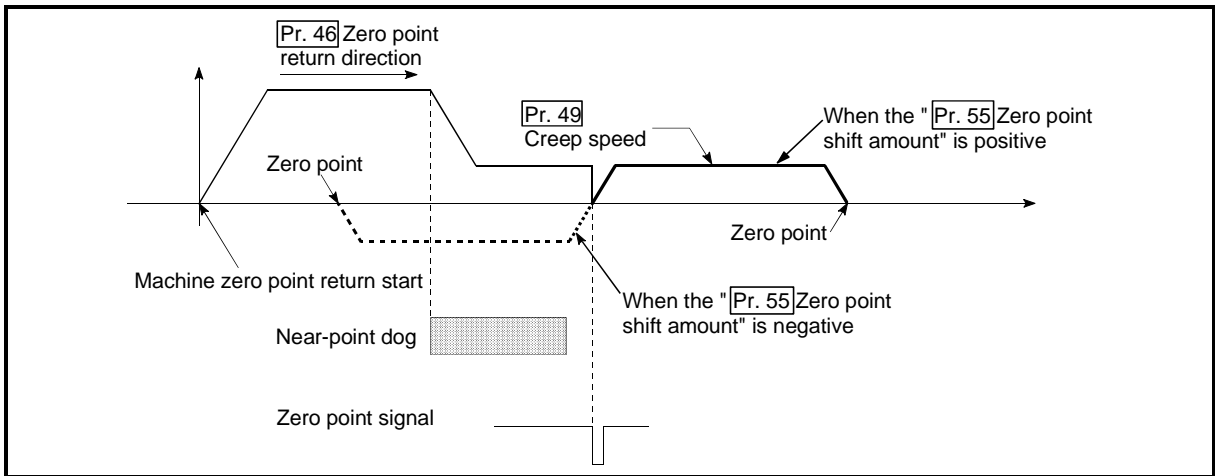 Pr. 46 Zero point
return direction
Pr. 49
Creep speed
When the " Pr. 55 Zero point
shift amount" is positive
Zero point
Zero point
Machine zero point return start
When the " Pr. 55 Zero point
shift amount" is negative
Near-point dog
Zero point signal